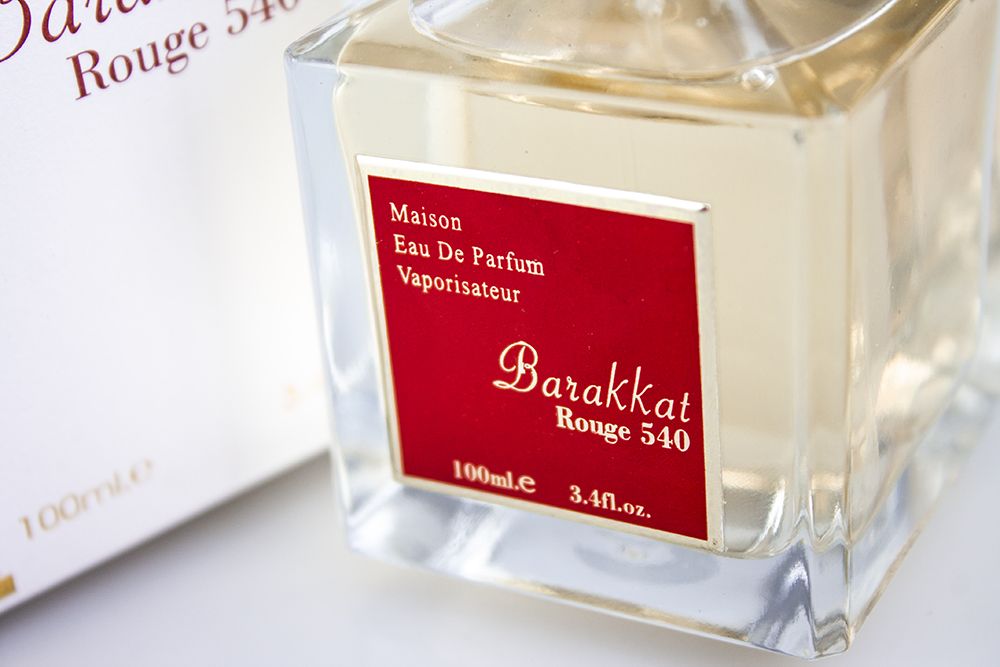 Rouge 540
100ml.e
Maison
Eau De Parfum
Vaporisateur
Barakkat
Rouge 540
100ml.e 3.4fl.oz.